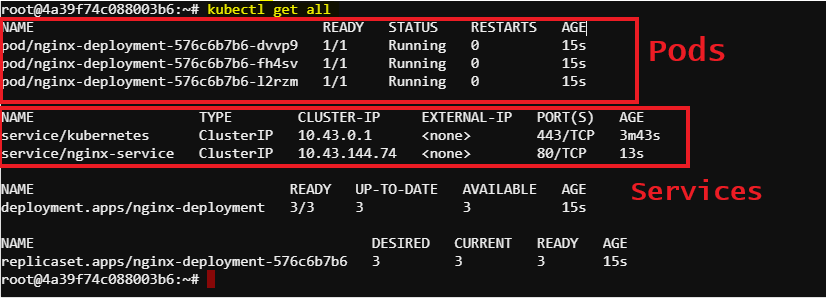 root@4a39f74c088003b6:~# kubectl get all
NAME READY STATUS RESTARTS AGE
pod/nginx-deployment-576c6b7b6-dvvp9 1/1 Running 0 15s
pod/nginx-deployment-576c6b7b6-fh4sv 1/1 Running 0 15s
pod/nginx-deployment-576c6b7b6-l2rzm 1/1 Running 0 15s
Pods
NAME TYPE CLUSTER-IP EXTERNAL-IP PORT(S) AGE
service/kubernetes ClusterIP 10.43.0.1 <none> 443/TCP 3m43s
service/nginx-service ClusterIP 10.43.144.74 <none> 80/TCP 13s
Services
NAME READY UP-TO-DATE AVAILABLE AGE
deployment.apps/nginx-deployment 3/3 3 3 15s
NAME DESIRED CURRENT READY AGE
replicaset.apps/nginx-deployment-576c6b7b6 3 3 3 15s
root@4a39f74c088003b6:~#